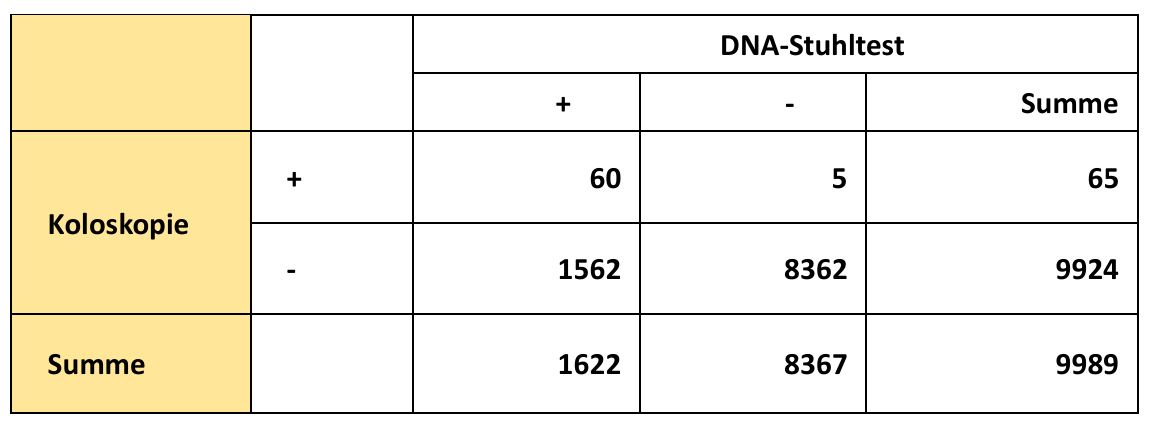 DNA-Stuhltest
+ - Summe
Koloskopie + 60 5 65
- 1562 8362 9924
Summe 1622 8367 9989